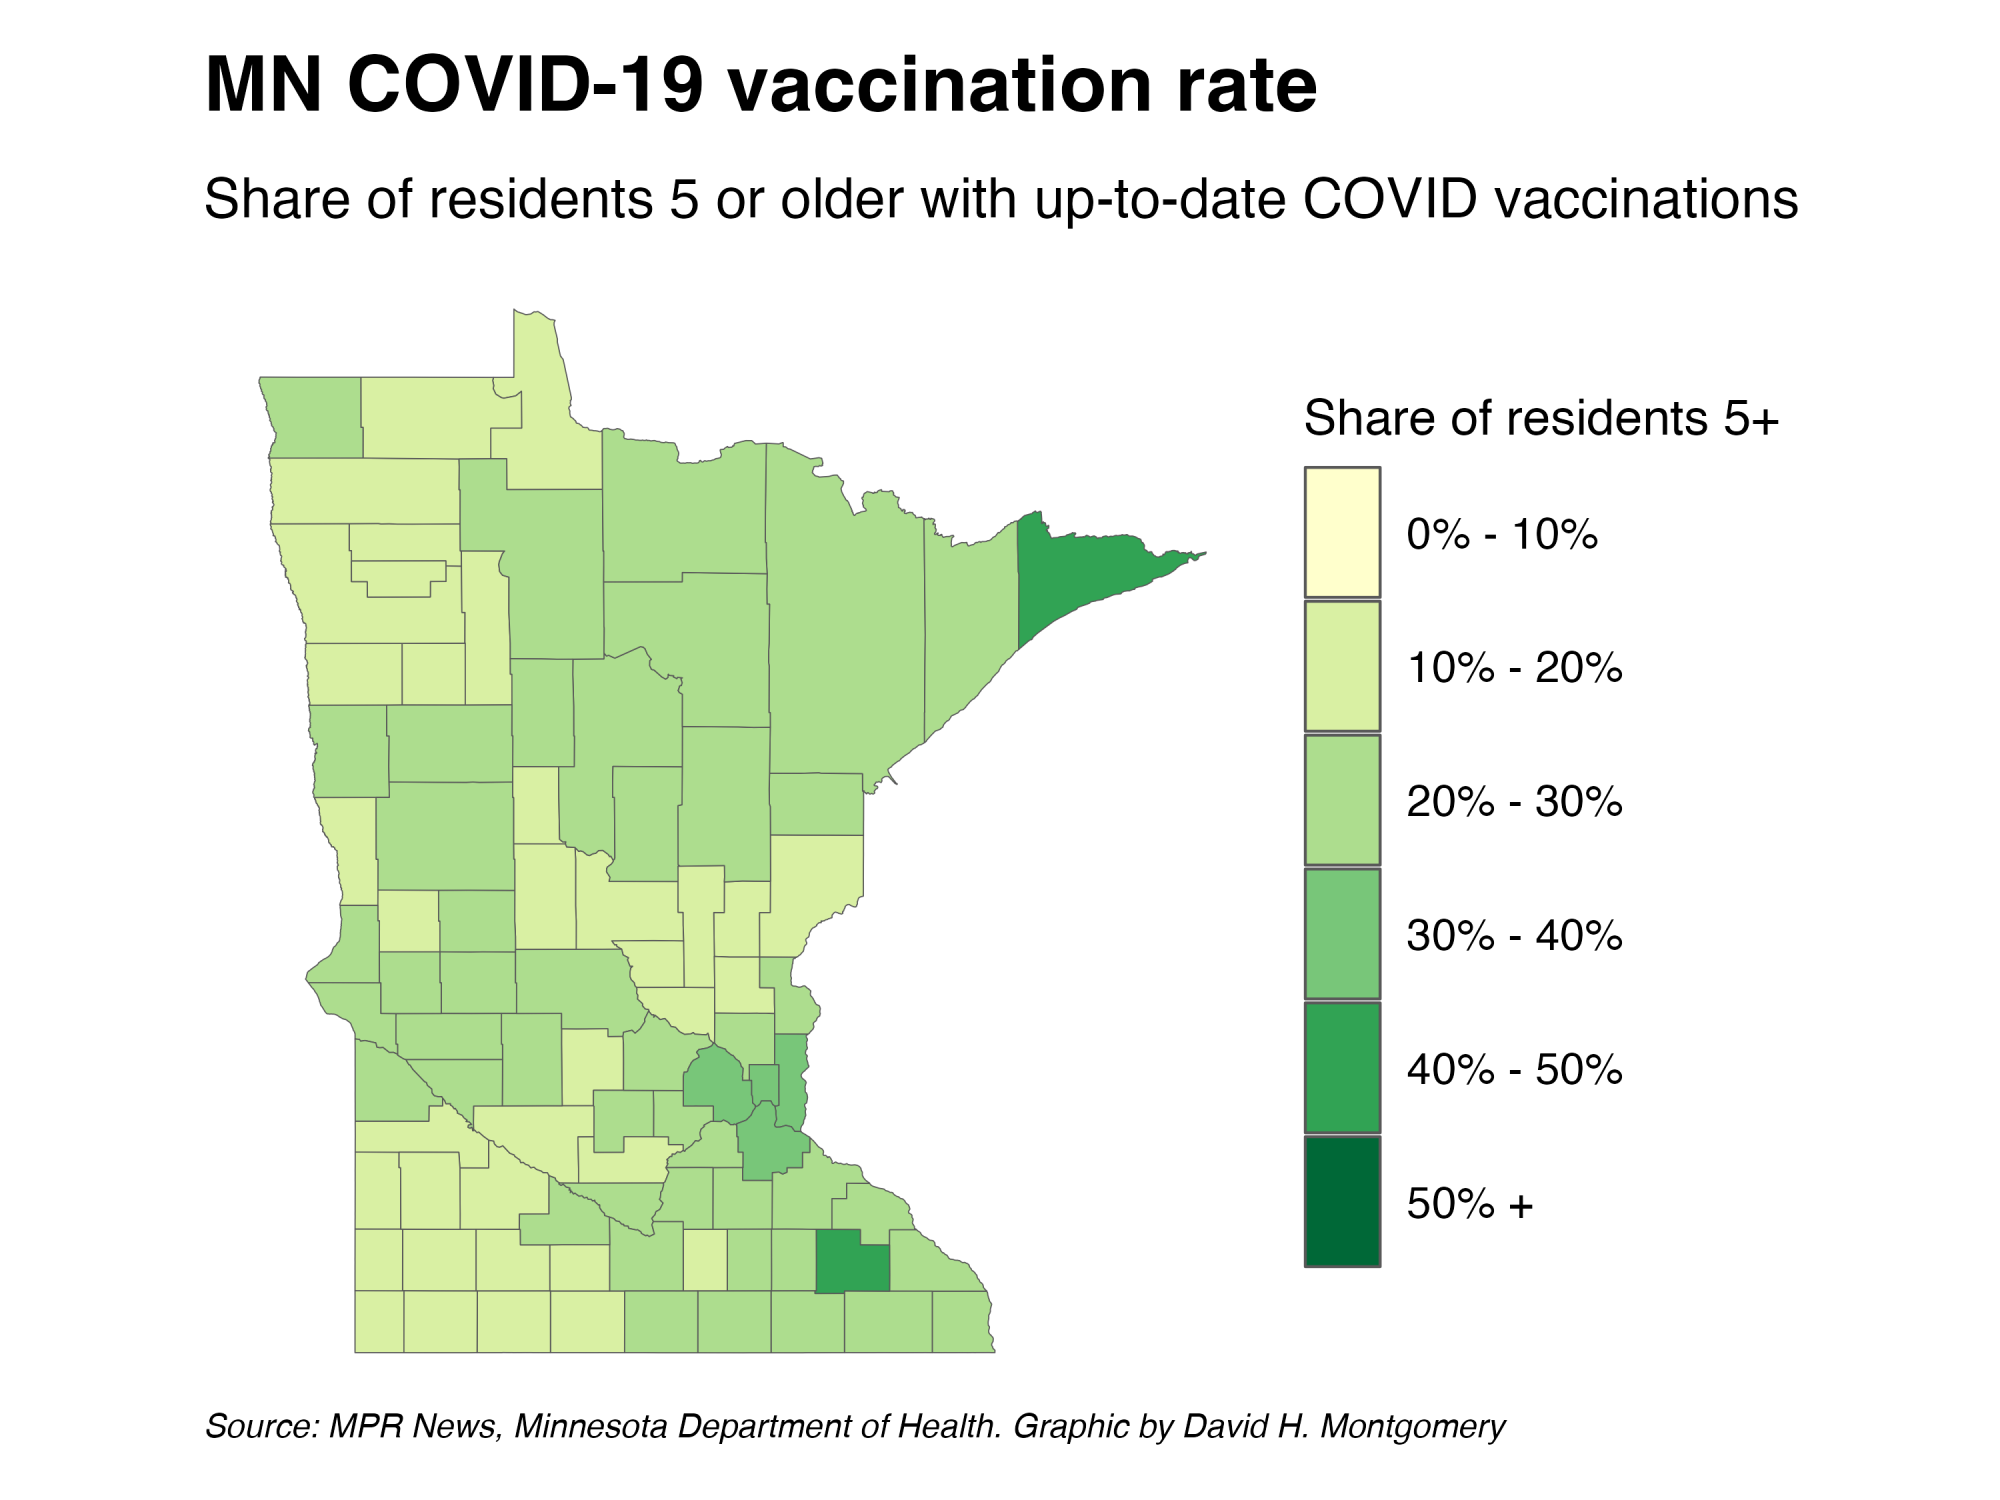 MN COVID-19 vaccination rate
Share of residents 5 or older with up-to-date COVID vaccinations
Share of residents 5+
0% - 10%
10% - 20%
20% - 30%
30% - 40%
40% - 50%
50% +
Source: MPR News, Minnesota Department of Health. Graphic by David H. Montgomery